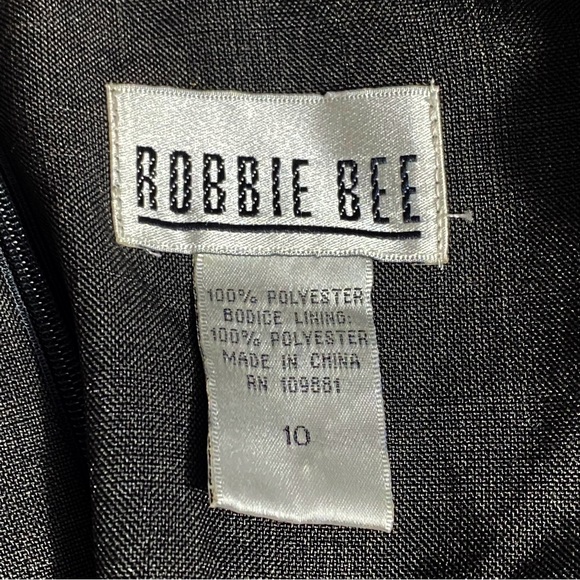 ROBBIE BEE
100% POLYESTER
BODICE LINING:
100% POLYESTER
MADE IN CHINA
RN 109881
10